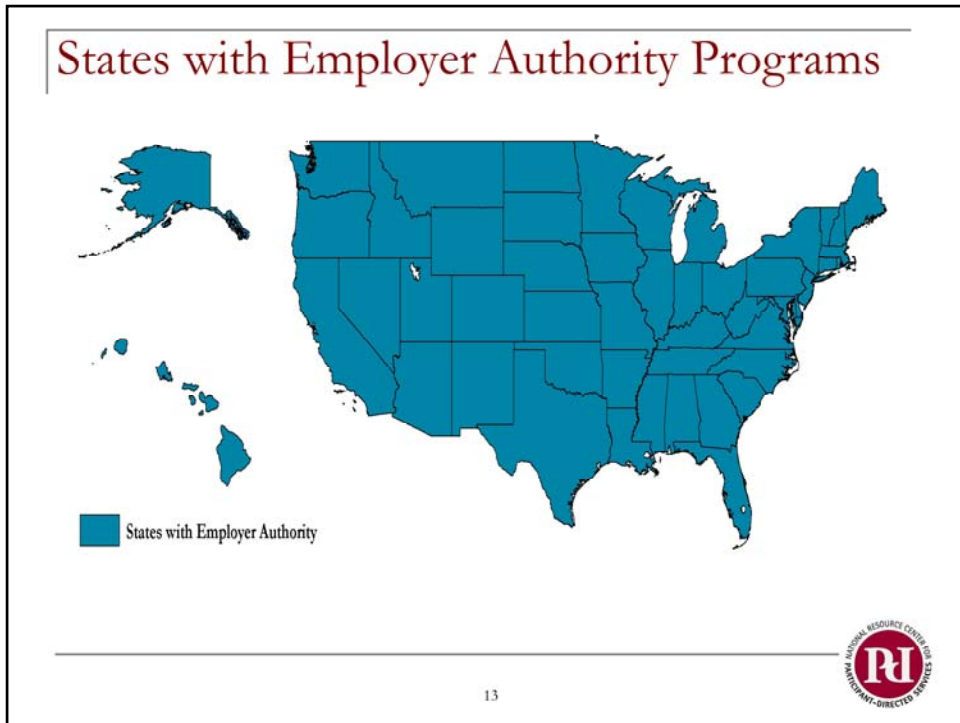 States with Employer Authority Programs
States with Employer Authority
13
NATIONAL RESOURCE CENTER FOR
PARTICIPANT-DIRECTED SERVICES
PD